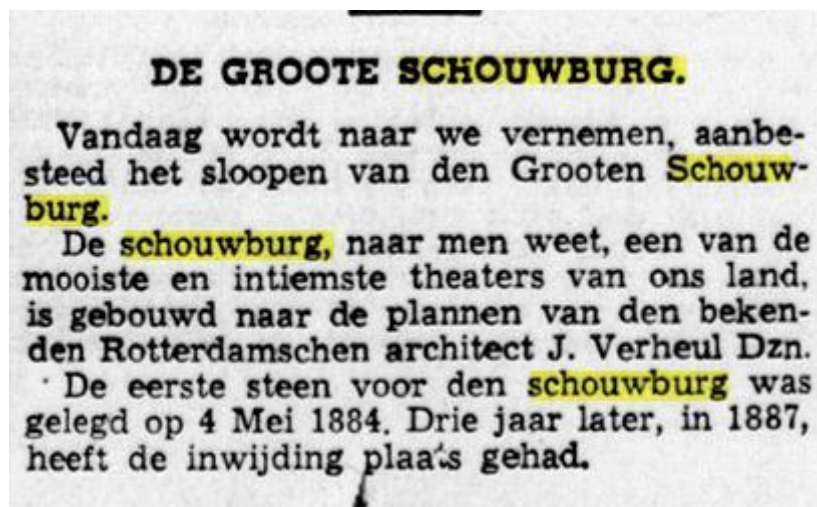 DE GROOTE SCHOUWBURG.
Vandaag wordt naar we vernemen, aanbe-
steed het sloopen van den Grooten Schouw-
burg.
De schouwburg, naar men weet, een van de
mooiste en intiemste theaters van ons land,
is gebouwd naar de plannen van den beken-
den Rotterdamschen architect J. Verheul Dzn.
De eerste steen voor den schouwburg was
gelegd op 4 Mei 1884. Drie jaar later, in 1887,
heeft de inwijding plaats gehad.